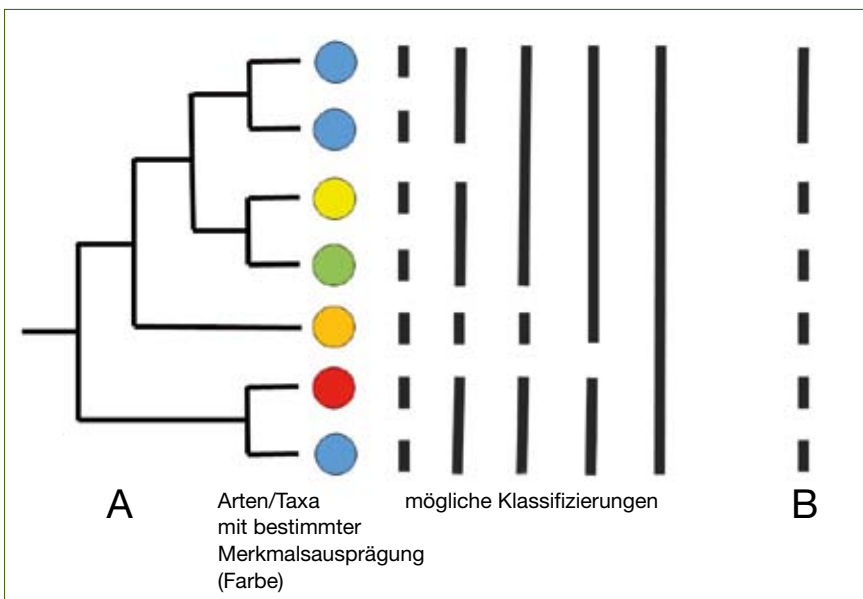 A
Arten/Taxa
mit bestimmter
Merkmalsausprägung
(Farbe)
mögliche Klassifizierungen
B